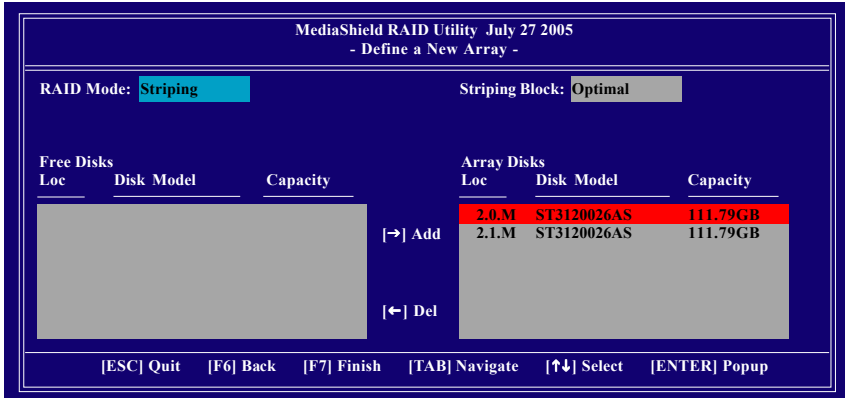 MediaShield RAID Utility July 27 2005
- Define a New Array -
RAID Mode: Striping
Striping Block: Optimal
Free Disks
Loc Disk Model Capacity
[→] Add
[←] Del
Array Disks
Loc Disk Model Capacity
2.0.M ST3120026AS 111.79GB
2.1.M ST3120026AS 111.79GB
[ESC] Quit [F6] Back [F7] Finish [TAB] Navigate [↑↓] Select [ENTER] Popup